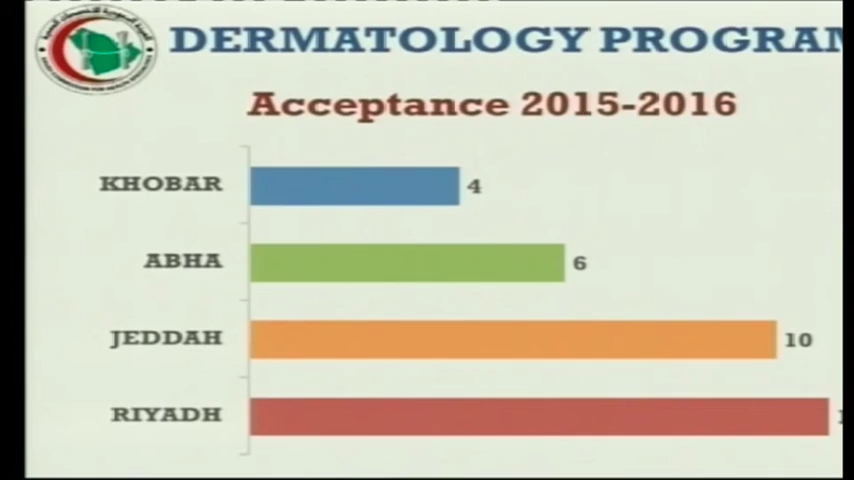 DERMATOLOGY PROGRAM
Acceptance 2015-2016
KHOBAR 4
ABHA 6
JEDDAH 10
RIYADH